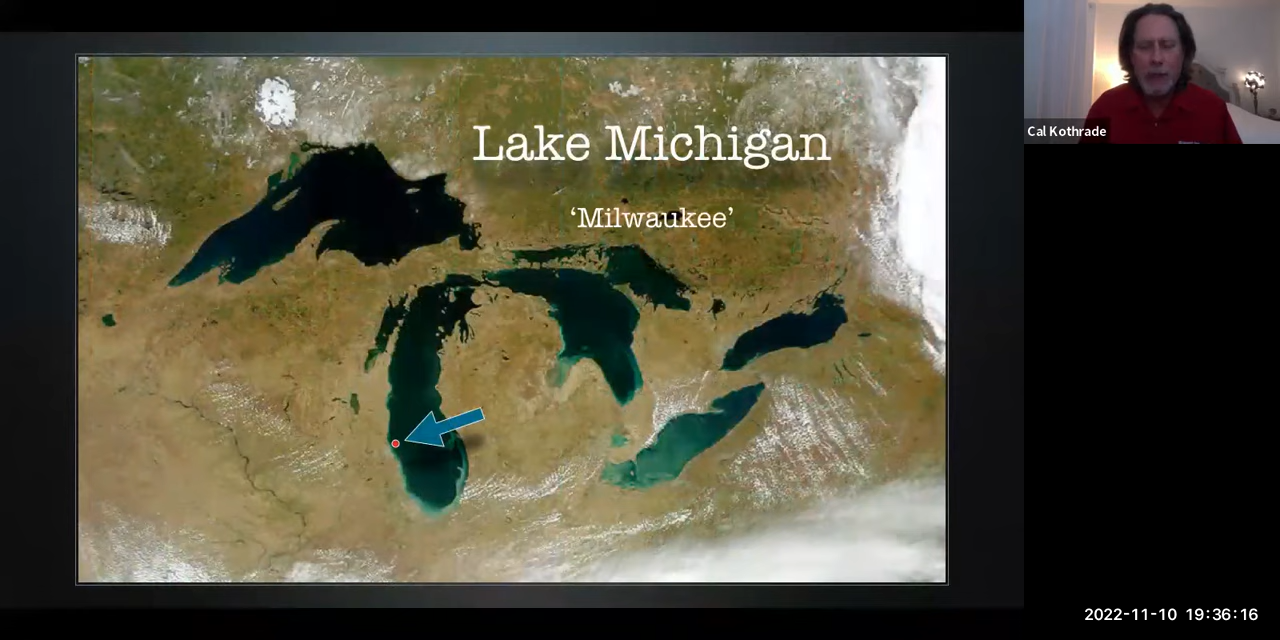 Lake Michigan
‘Milwaukee’
Cal Kothrade
2022-11-10 19:36:16